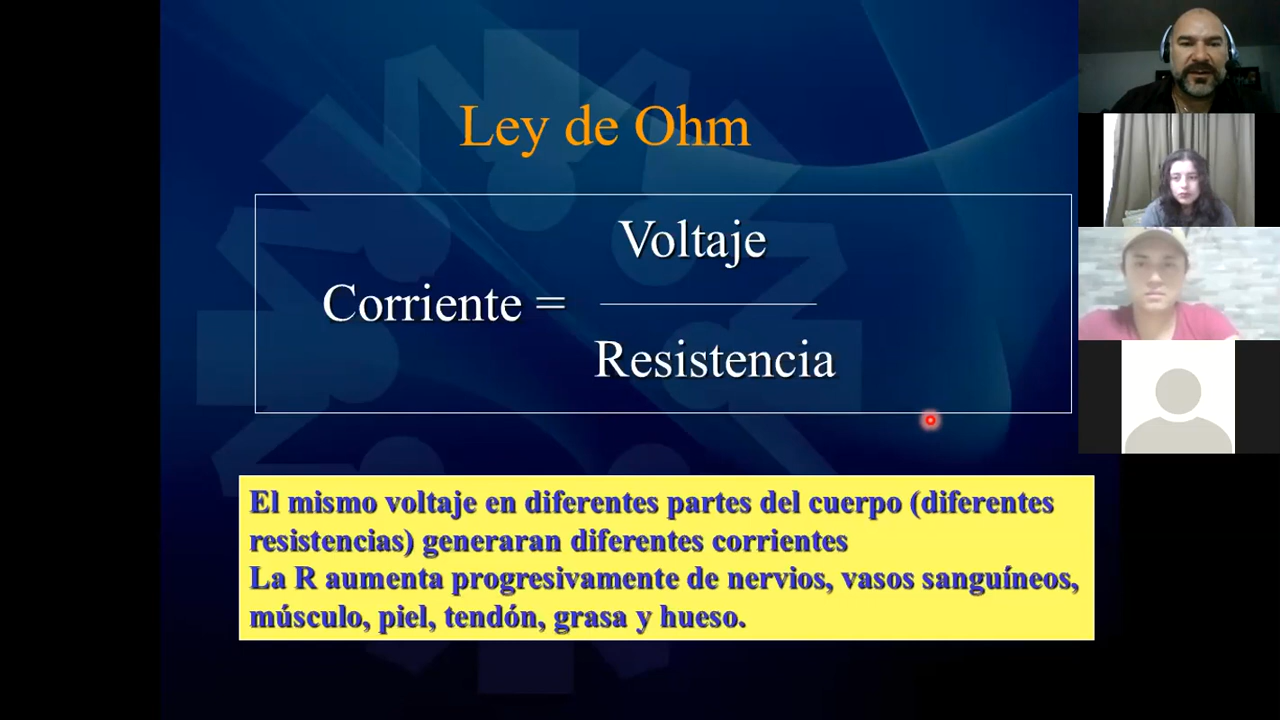 Ley de Ohm
Voltaje
Corriente =
Resistencia
El mismo voltaje en diferentes partes del cuerpo (diferentes
resistencias) generaran diferentes corrientes
La R aumenta progresivamente de nervios, vasos sanguíneos,
músculo, piel, tendón, grasa y hueso.